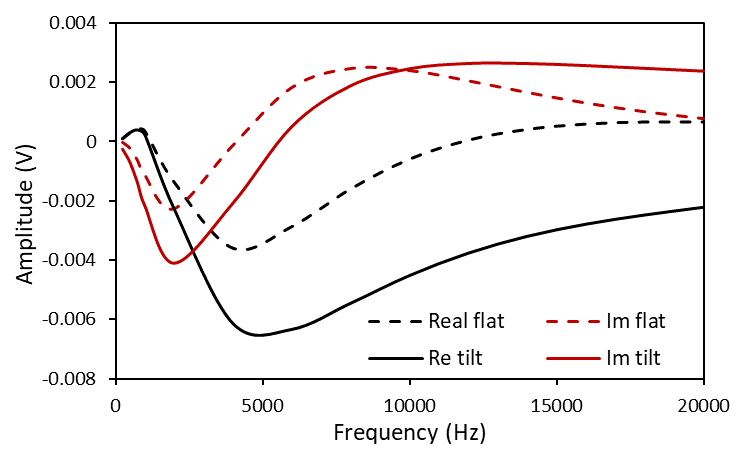 0.004
0.002
0
-0.002
-0.004
-0.006
-0.008
Amplitude (V)
Real flat
Im flat
Re tilt
Im tilt
0
5000
10000
15000
20000
Frequency (Hz)